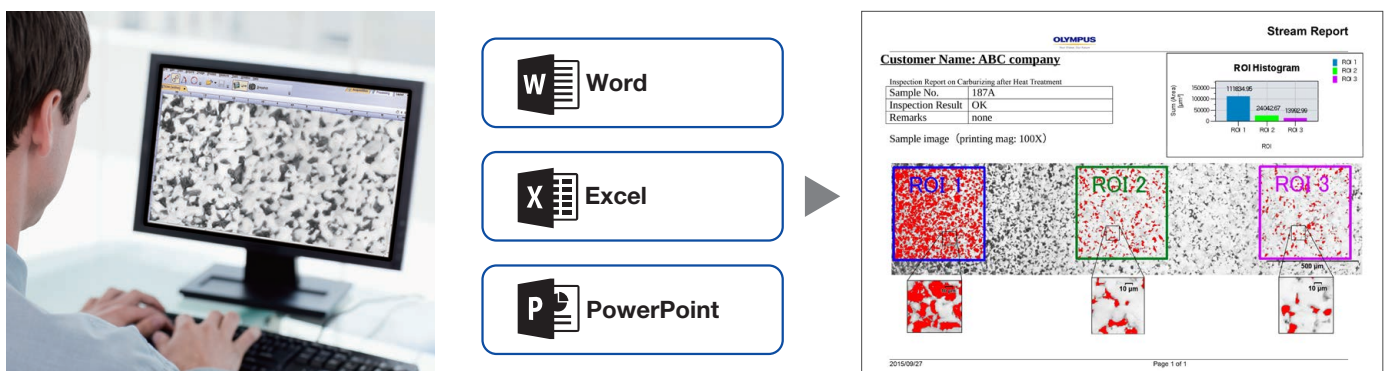 W Word
X Excel
P PowerPoint
OLYMPUS
Stream Report
Customer Name: ABC company
Inspection Report on Carburizing after Heat Treatment
Sample No. 187A
Inspection Result OK
Remarks none
Sample image (printing mag: 100X)
ROI Histogram
ROI 1
ROI 2
ROI 3
Sum (Area)
[µm²]
150000
100000
50000
0
111834.95
24042.67
13992.99
ROI 1 ROI 2 ROI 3
ROI
ROI 1 ROI 2 ROI 3
500 µm
10 µm 10 µm
2015/09/27 Page 1 of 1